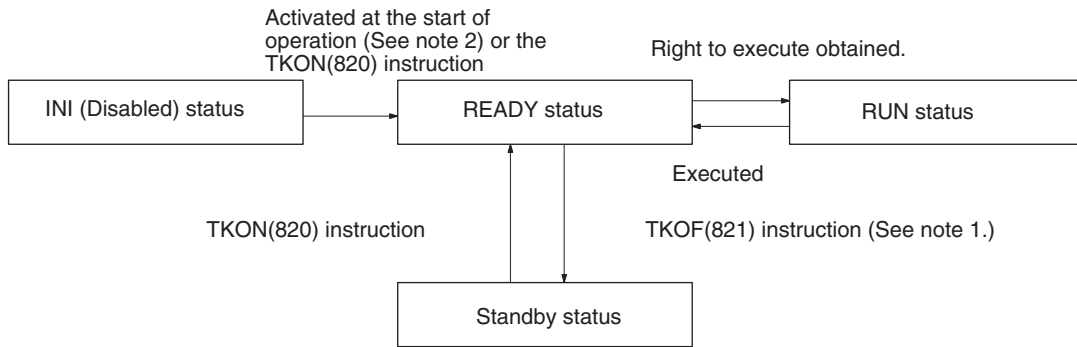 Activated at the start of
operation (See note 2) or the
TKON(820) instruction
Right to execute obtained.
INI (Disabled) status
READY status
RUN status
Executed
TKON(820) instruction
TKOF(821) instruction (See note 1.)
Standby status